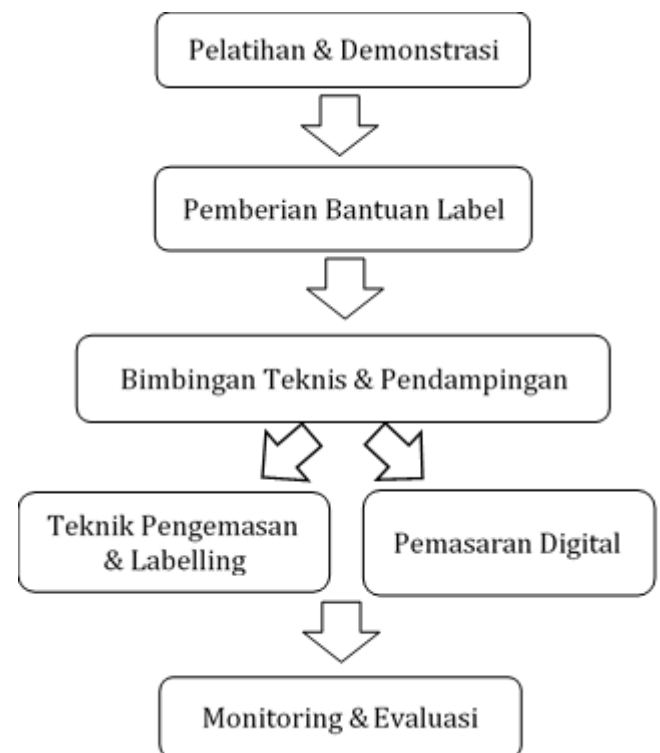 Pelatihan & Demonstrasi
Pemberian Bantuan Label
Bimbingan Teknis & Pendampingan
Teknik Pengemasan
& Labelling
Pemasaran Digital
Monitoring & Evaluasi